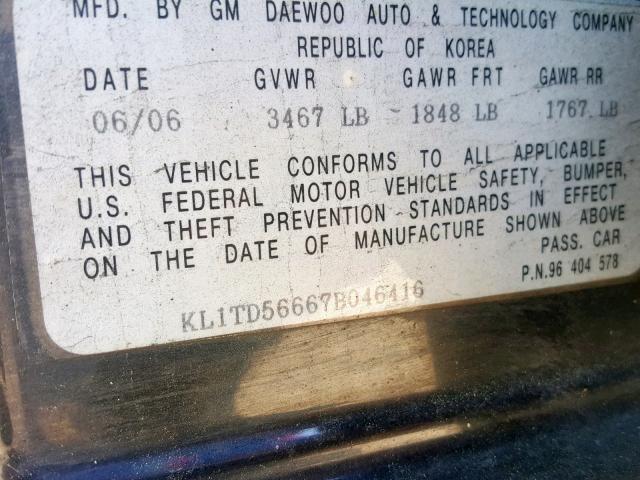 MFD. BY GM DAEWOO AUTO & TECHNOLOGY COMPANY
REPUBLIC OF KOREA
DATE GVWR GAWR FRT GAWR RR
06/06 3467 LB 1848 LB 1767 LB
THIS VEHICLE CONFORMS TO ALL APPLICABLE
U.S. FEDERAL MOTOR VEHICLE SAFETY, BUMPER,
AND THEFT PREVENTION STANDARDS IN EFFECT
ON THE DATE OF MANUFACTURE SHOWN ABOVE
PASS. CAR
P.N.96 404 578
KL1TD56667B046416